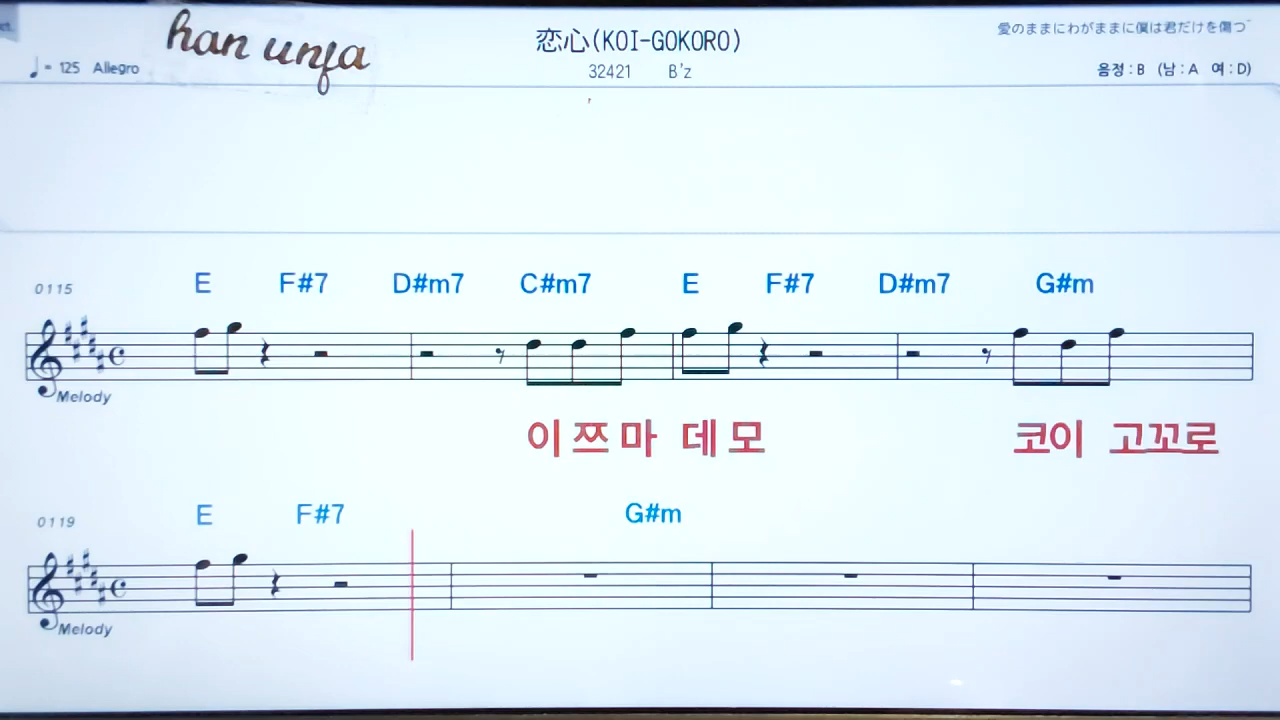 han unja
恋心(KOI-GOKORO)
愛のままにわがままに僕は君だけを傷つ
♩= 125 Allegro
32421 B'z
음정 : B (남 : A 여 : D)
0115 E F#7 D#m7 C#m7 E F#7 D#m7 G#m
Melody
이 쯔 마 데 모 코이 고꼬로
0119 E F#7 G#m
Melody